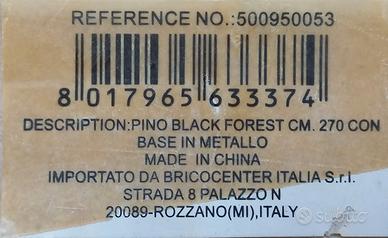 REFERENCE NO.:500950053
8 017965 633374
DESCRIPTION:PINO BLACK FOREST CM. 270 CON
BASE IN METALLO
MADE IN CHINA
IMPORTATO DA BRICOCENTER ITALIA S.r.l.
STRADA 8 PALAZZO N
20089-ROZZANO(MI),ITALY
subito